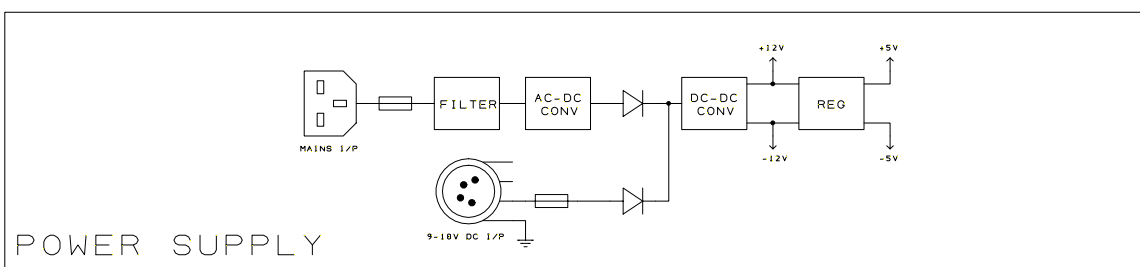 +12V
+5V
FILTER
AC-DC
CONV
DC-DC
CONV
REG
MAINS I/P
-12V
-5V
9-18V DC I/P
POWER SUPPLY